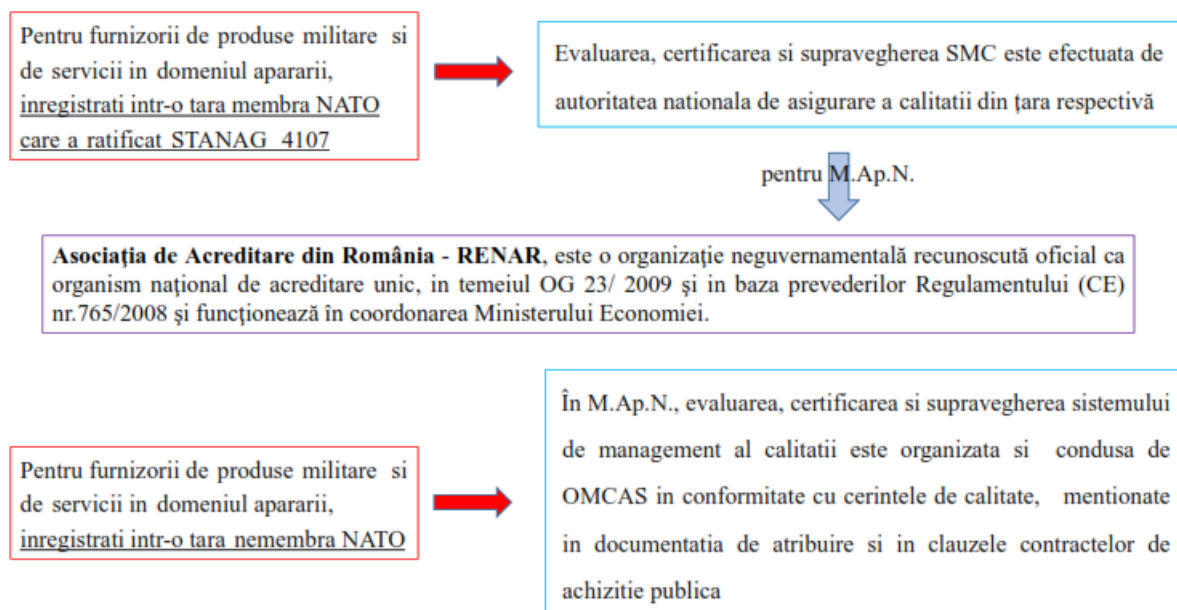 Pentru furnizorii de produse militare si
de servicii in domeniul apararii,
inregistrati intr-o tara membra NATO
care a ratificat STANAG 4107
Evaluarea, certificarea si supravegherea SMC este efectuata de
autoritatea nationala de asigurare a calitatii din țara respectivă
pentru M.Ap.N.
Asociația de Acreditare din România - RENAR, este o organizaţie neguvernamentală recunoscută oficial ca
organism naţional de acreditare unic, in temeiul OG 23/ 2009 şi in baza prevederilor Regulamentului (CE)
nr.765/2008 şi funcţionează în coordonarea Ministerului Economiei.
Pentru furnizorii de produse militare si
de servicii in domeniul apararii,
inregistrati intr-o tara nemembra NATO
În M.Ap.N., evaluarea, certificarea si supravegherea sistemului
de management al calitatii este organizata si condusa de
OMCAS in conformitate cu cerintele de calitate, mentionate
in documentatia de atribuire si in clauzele contractelor de
achizitie publica